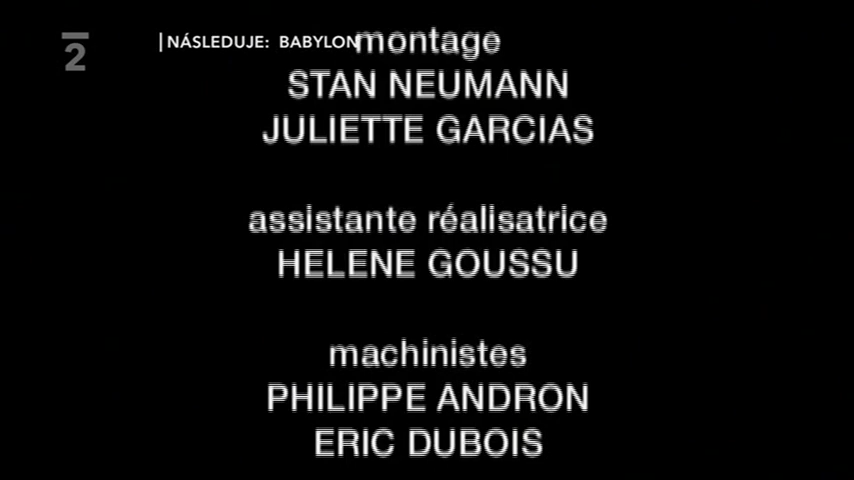 2
|NÁSLEDUJE: BABYLON
montage
STAN NEUMANN
JULIETTE GARCIAS
assistante réalisatrice
HELENE GOUSSU
machinistes
PHILIPPE ANDRON
ERIC DUBOIS